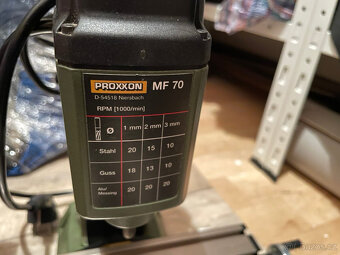 PROXXON MF 70
D-54518 Niersbach
RPM [1000/min]
Ø 1 mm 2 mm 3 mm
Stahl 20 15 10
Guss 18 13 10
Alu/
Messing 20 20 20